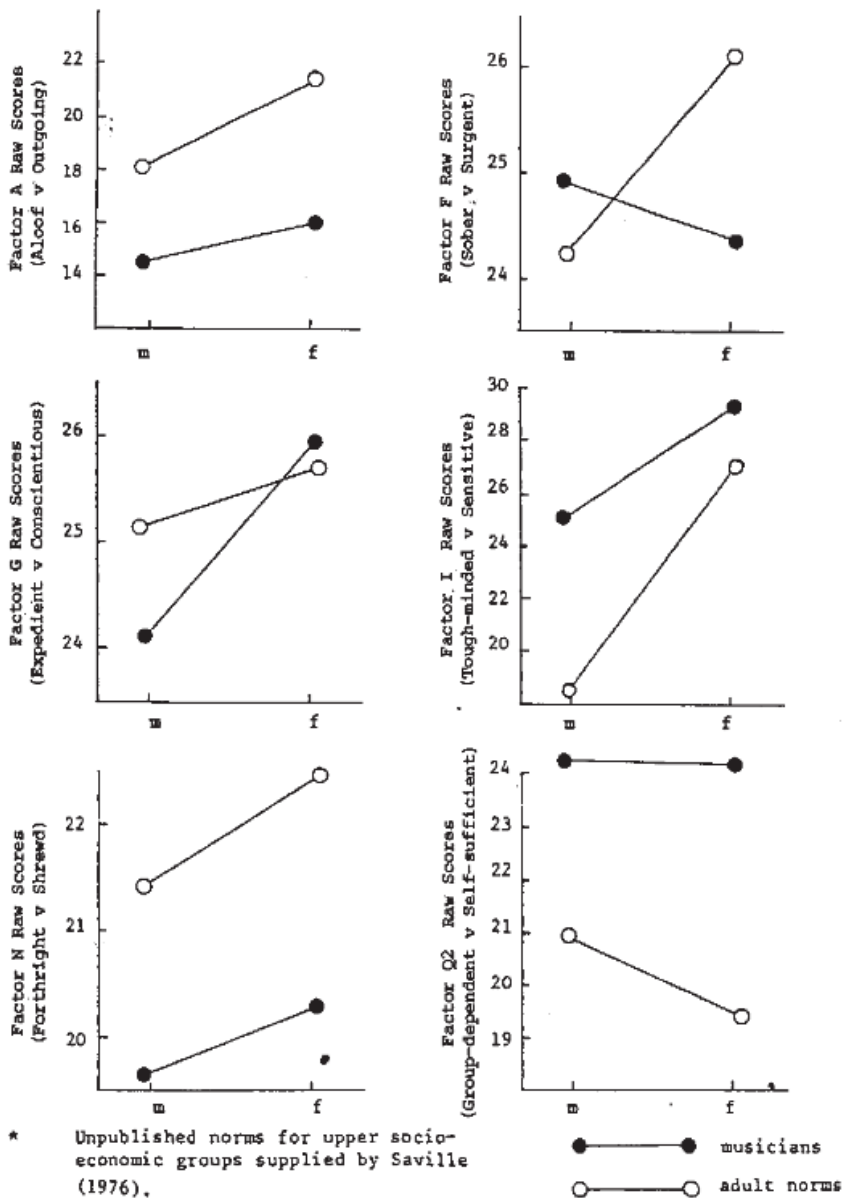 Factor A Raw Scores
(Aloof v Outgoing)
22
20
18
16
14
m f
Factor F Raw Scores
(Sober v Surgent)
26
25
24
m f
Factor G Raw Scores
(Expedient v Conscientious)
26
25
24
m f
Factor I Raw Scores
(Tough-minded v Sensitive)
30
28
26
24
22
20
m f
Factor N Raw Scores
(Forthright v Shrewd)
22
21
20
m f
Factor Q2 Raw Scores
(Group-dependent v Self-sufficient)
24
23
22
21
20
19
m f
* Unpublished norms for upper socio-
economic groups supplied by Saville
(1976).
musicians
adult norms